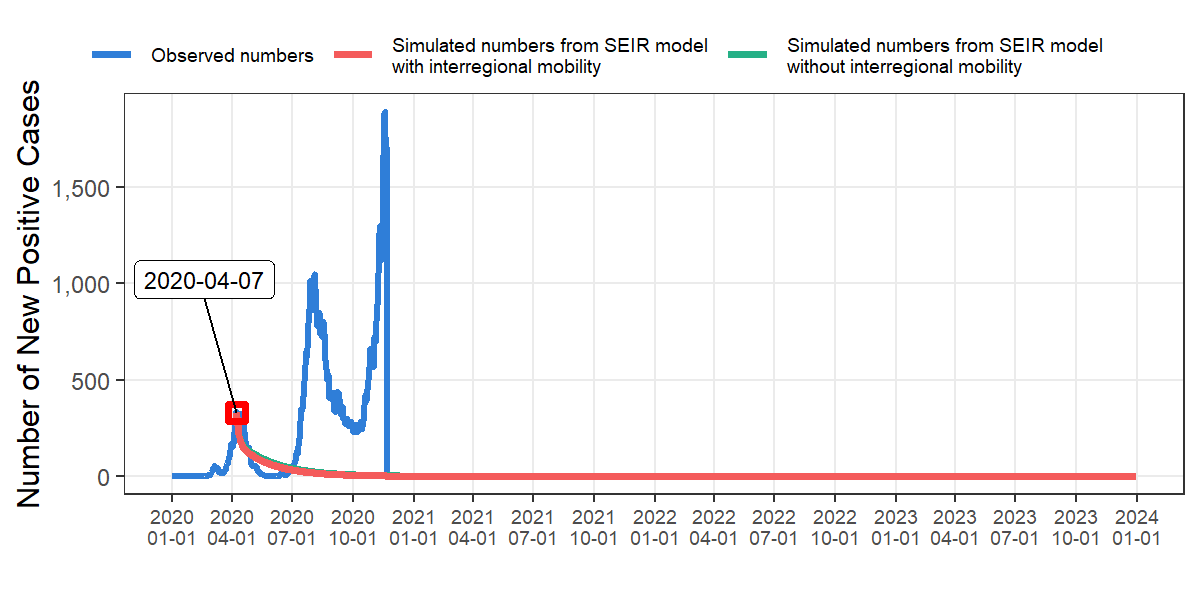 Observed numbers
Simulated numbers from SEIR model
with interregional mobility
Simulated numbers from SEIR model
without interregional mobility
Number of New Positive Cases
1,500
1,000
500
0
2020-04-07
2020 2020 2020 2020 2021 2021 2021 2021 2022 2022 2022 2022 2023 2023 2023 2023 2024
01-01 04-01 07-01 10-01 01-01 04-01 07-01 10-01 01-01 04-01 07-01 10-01 01-01 04-01 07-01 10-01 01-01